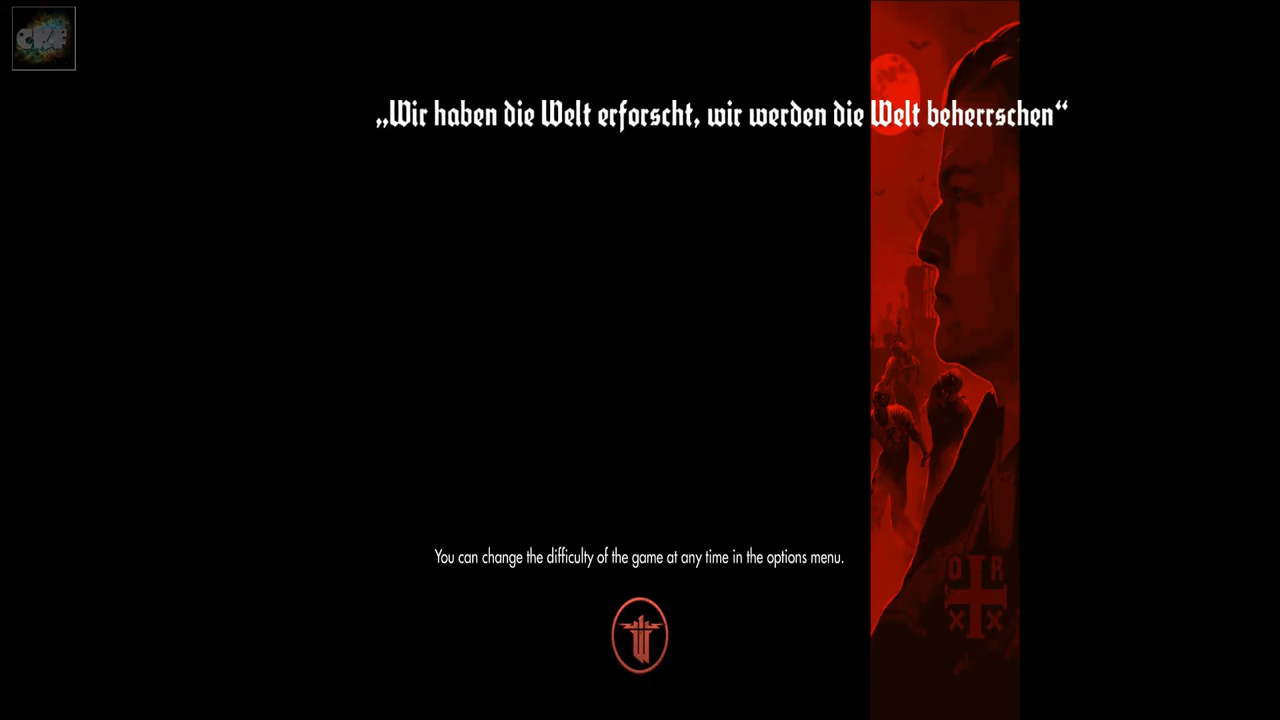 CK4F
„Wir haben die Welt erforscht, wir werden die Welt beherrschen“
You can change the difficulty of the game at any time in the options menu.
O R
X X
W